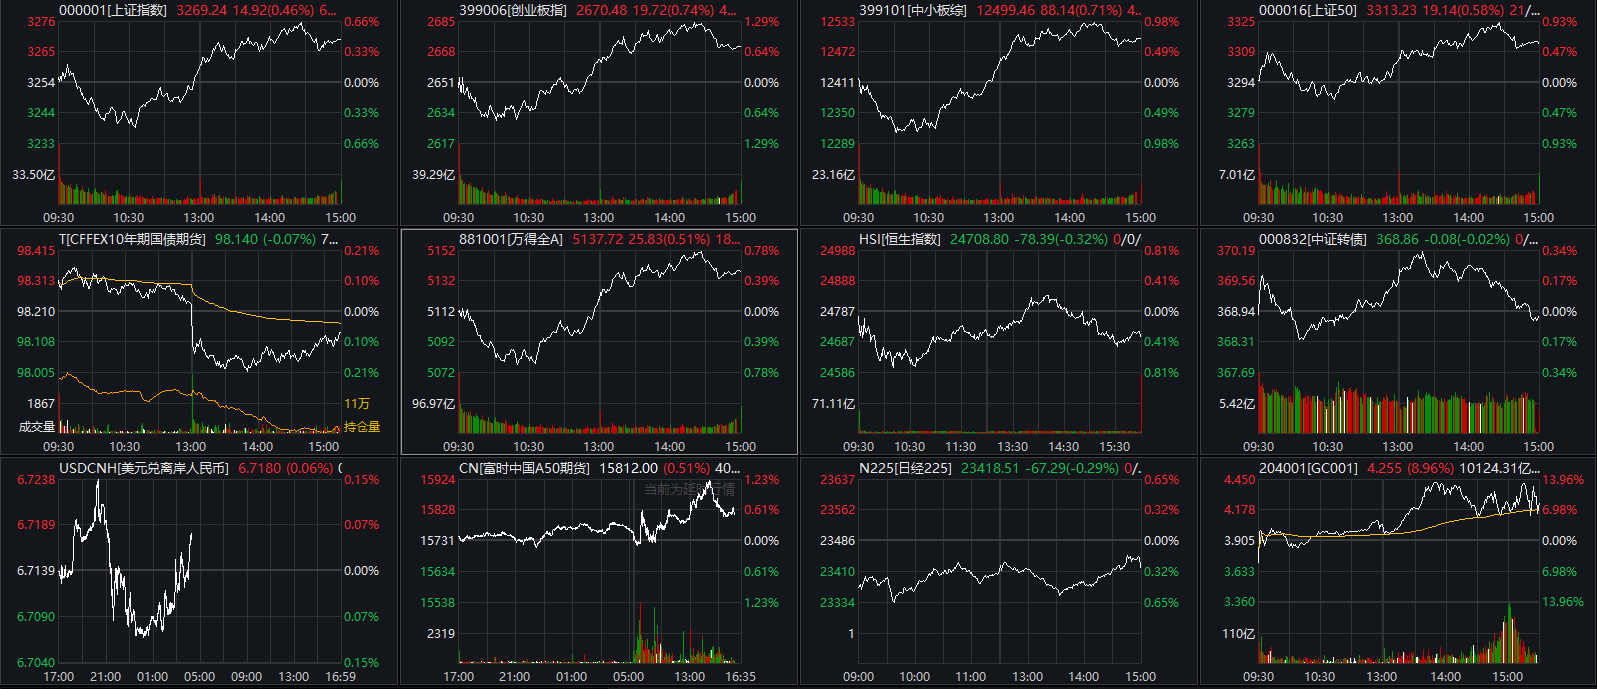 000001[上证指数] 3269.24 14.92(0.46%) 6...
3276 0.66%
3265 0.33%
3254 0.00%
3244 0.33%
3233 0.66%
33.50亿
09:30 10:30 13:00 14:00 15:00
399006[创业板指] 2670.48 19.72(0.74%) 4...
2685 1.29%
2668 0.64%
2651 0.00%
2634 0.64%
2617 1.29%
39.29亿
09:30 10:30 13:00 14:00 15:00
399101[中小板综] 12499.46 88.14(0.71%) 4...
12533 0.98%
12472 0.49%
12411 0.00%
12350 0.49%
12289 0.98%
23.16亿
09:30 10:30 13:00 14:00 15:00
000016[上证50] 3313.23 19.14(0.58%) 21/...
3325 0.93%
3309 0.47%
3294 0.00%
3279 0.47%
3263 0.93%
7.01亿
09:30 10:30 13:00 14:00 15:00
T[CFFEX10年期国债期货] 98.140 (-0.07%) 7...
98.415 0.21%
98.313 0.10%
98.210 0.00%
98.108 0.10%
98.005 0.21%
1867 11万
成交量 持仓量
09:30 10:30 13:00 14:00 15:00
881001[万得全A] 5137.72 25.83(0.51%) 18...
5152 0.78%
5132 0.39%
5112 0.00%
5092 0.39%
5072 0.78%
96.97亿
09:30 10:30 13:00 14:00 15:00
HSI[恒生指数] 24708.80 -78.39(-0.32%) 0/0/
24988 0.81%
24888 0.41%
24787 0.00%
24687 0.41%
24586 0.81%
71.11亿
09:30 10:30 11:30 13:30 14:30 15:30
000832[中证转债] 368.86 -0.08(-0.02%) 0/...
370.19 0.34%
369.56 0.17%
368.94 0.00%
368.31 0.17%
367.69 0.34%
5.42亿
09:30 10:30 13:00 14:00 15:00
USDCNH[美元兑离岸人民币] 6.7180 (0.06%) 0
6.7238 0.15%
6.7189 0.07%
6.7139 0.00%
6.7090 0.07%
6.7040 0.15%
17:00 21:00 01:00 05:00 09:00 13:00 16:59
CN[富时中国A50期货] 15812.00 (0.51%) 40...
当前为延时行情
15924 1.23%
15828 0.61%
15731 0.00%
15634 0.61%
15538 1.23%
2319
17:00 21:00 01:00 05:00 13:00 16:35
N225[日经225] 23418.51 -67.29(-0.29%) 0/.
23637 0.65%
23562 0.32%
23486 0.00%
23410 0.32%
23334 0.65%
1
09:00 10:00 11:00 13:00 14:00 15:00
204001[GC001] 4.255 (8.96%) 10124.31亿...
4.450 13.96%
4.178 6.98%
3.905 0.00%
3.633 6.98%
3.360 13.96%
110亿
09:30 10:30 13:00 14:00 15:00